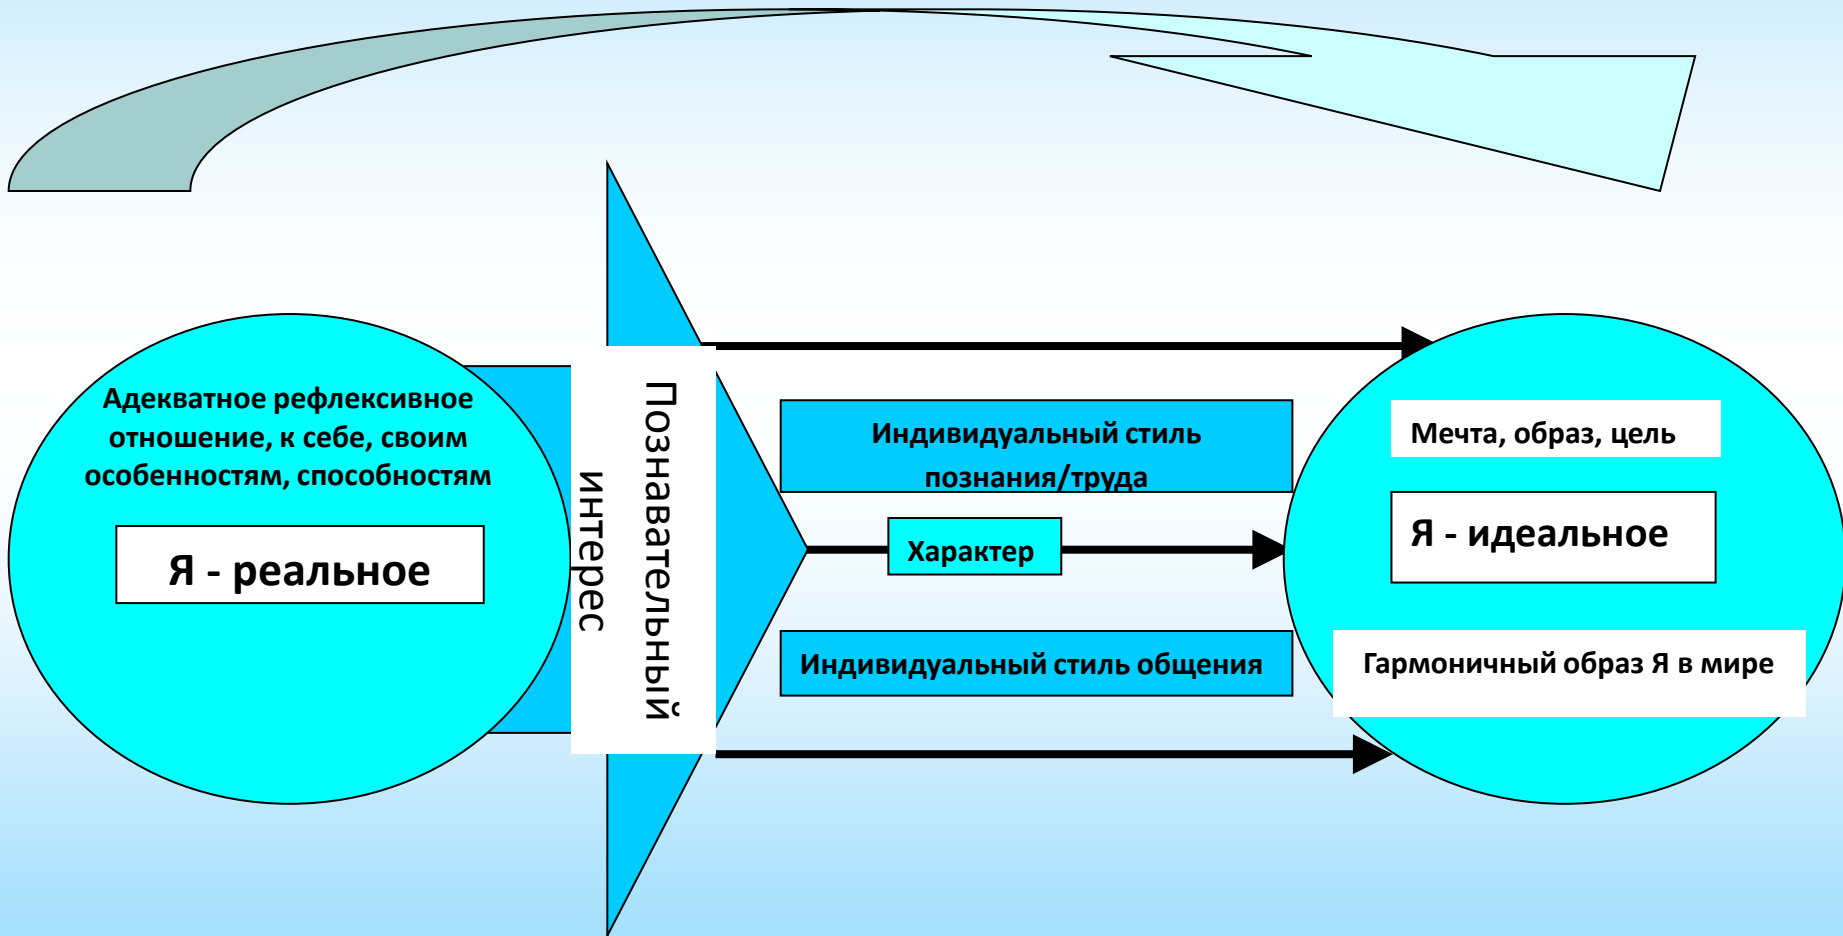 Адекватное рефлексивное
отношение, к себе, своим
особенностям, способностям
Я - реальное
Познавательный
интерес
Индивидуальный стиль
познания/труда
Характер
Индивидуальный стиль общения
Мечта, образ, цель
Я - идеальное
Гармоничный образ Я в мире